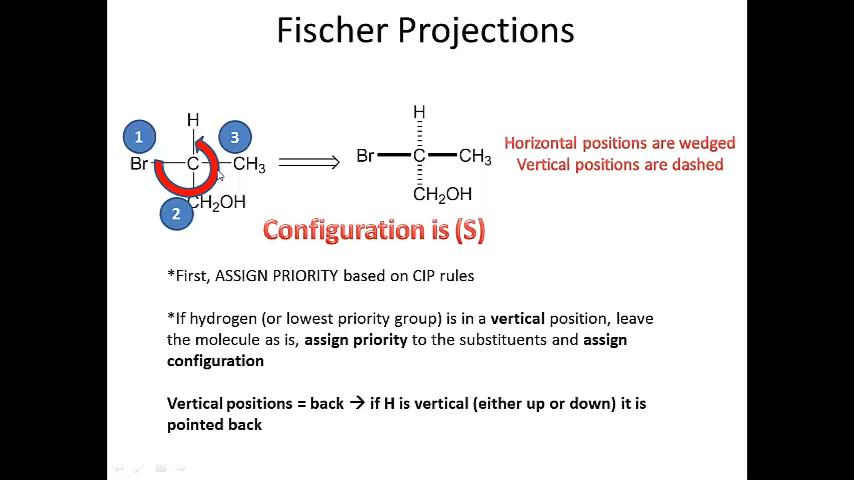 Fischer Projections
H
1
3
Br
C
CH3
2
CH2OH
H
Br
C
CH3
CH2OH
Horizontal positions are wedged
Vertical positions are dashed
Configuration is (S)
*First, ASSIGN PRIORITY based on CIP rules
*If hydrogen (or lowest priority group) is in a vertical position, leave
the molecule as is, assign priority to the substituents and assign
configuration
Vertical positions = back → if H is vertical (either up or down) it is
pointed back